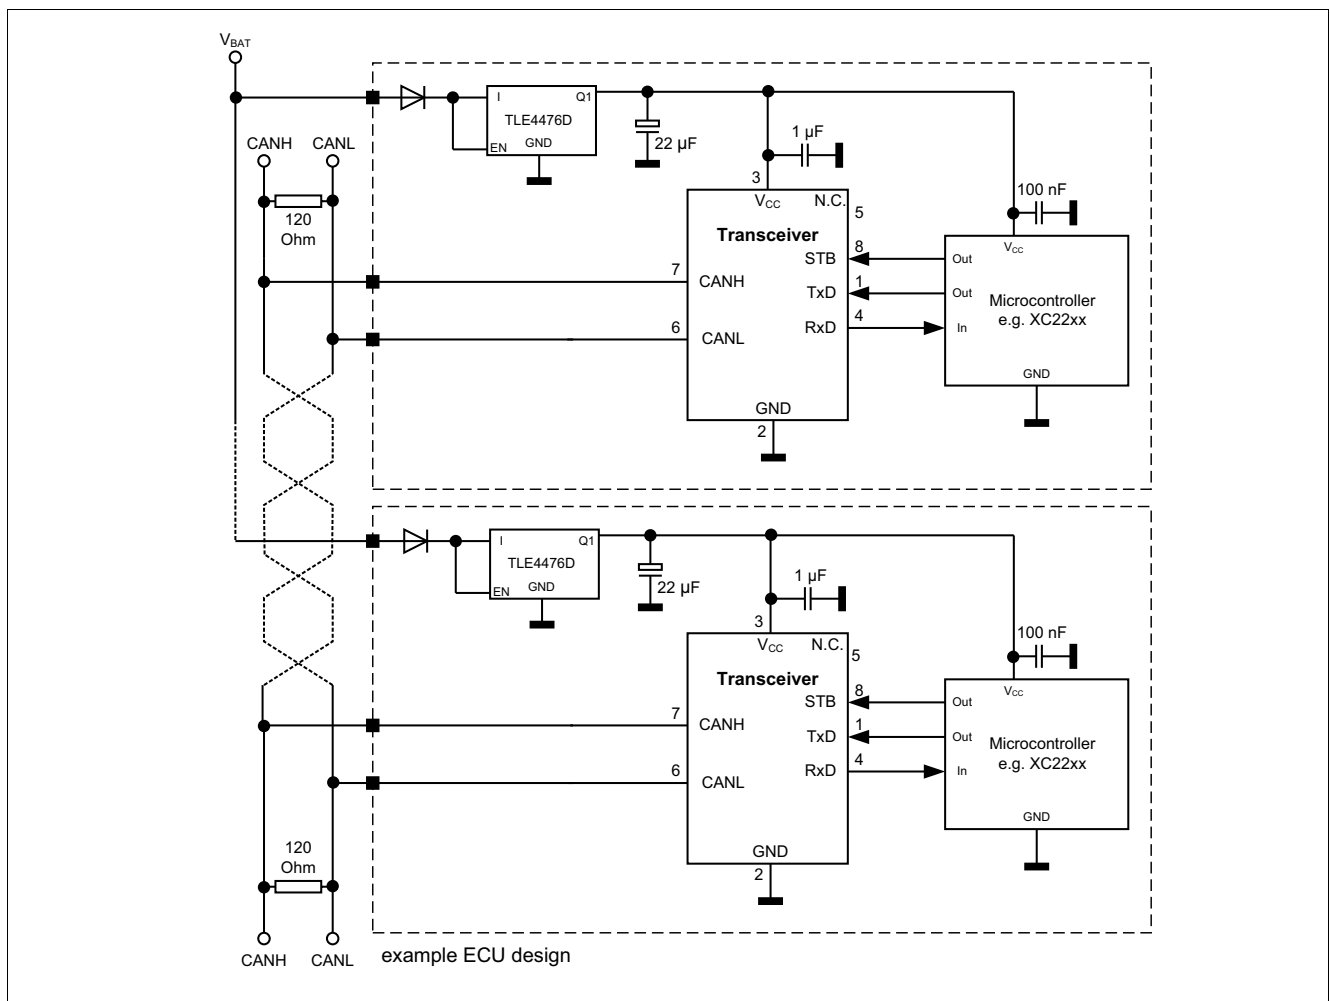 VBAT
CANH
CANL
120
Ohm
I
Q1
TLE4476D
EN
GND
22 µF
1 µF
3
VCC
N.C.
5
Transceiver
STB
8
TxD
1
RxD
4
7
CANH
6
CANL
GND
2
100 nF
VCC
Out
Out
In
Microcontroller
e.g. XC22xx
GND
I
Q1
TLE4476D
EN
GND
22 µF
1 µF
3
VCC
N.C.
5
Transceiver
STB
8
TxD
1
RxD
4
7
CANH
6
CANL
GND
2
100 nF
VCC
Out
Out
In
Microcontroller
e.g. XC22xx
GND
120
Ohm
CANH
CANL
example ECU design